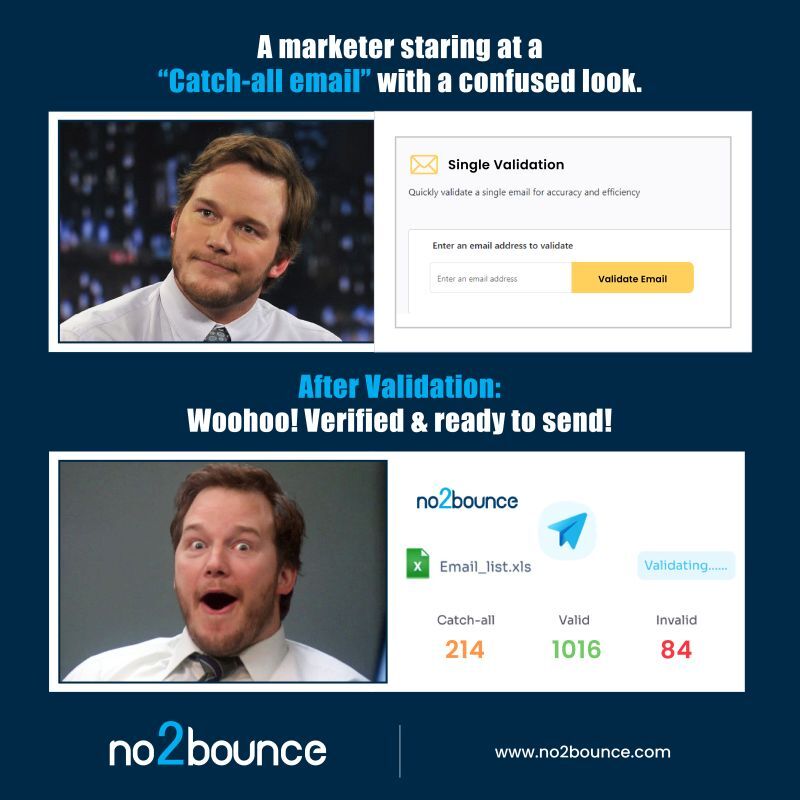 A marketer staring at a
“Catch-all email” with a confused look.
Single Validation
Quickly validate a single email for accuracy and efficiency
Enter an email address to validate
Enter an email address
Validate Email
After Validation:
Woohoo! Verified & ready to send!
no2bounce
X
Email_list.xls
Validating......
Catch-all
Valid
Invalid
214
1016
84
no2bounce
www.no2bounce.com